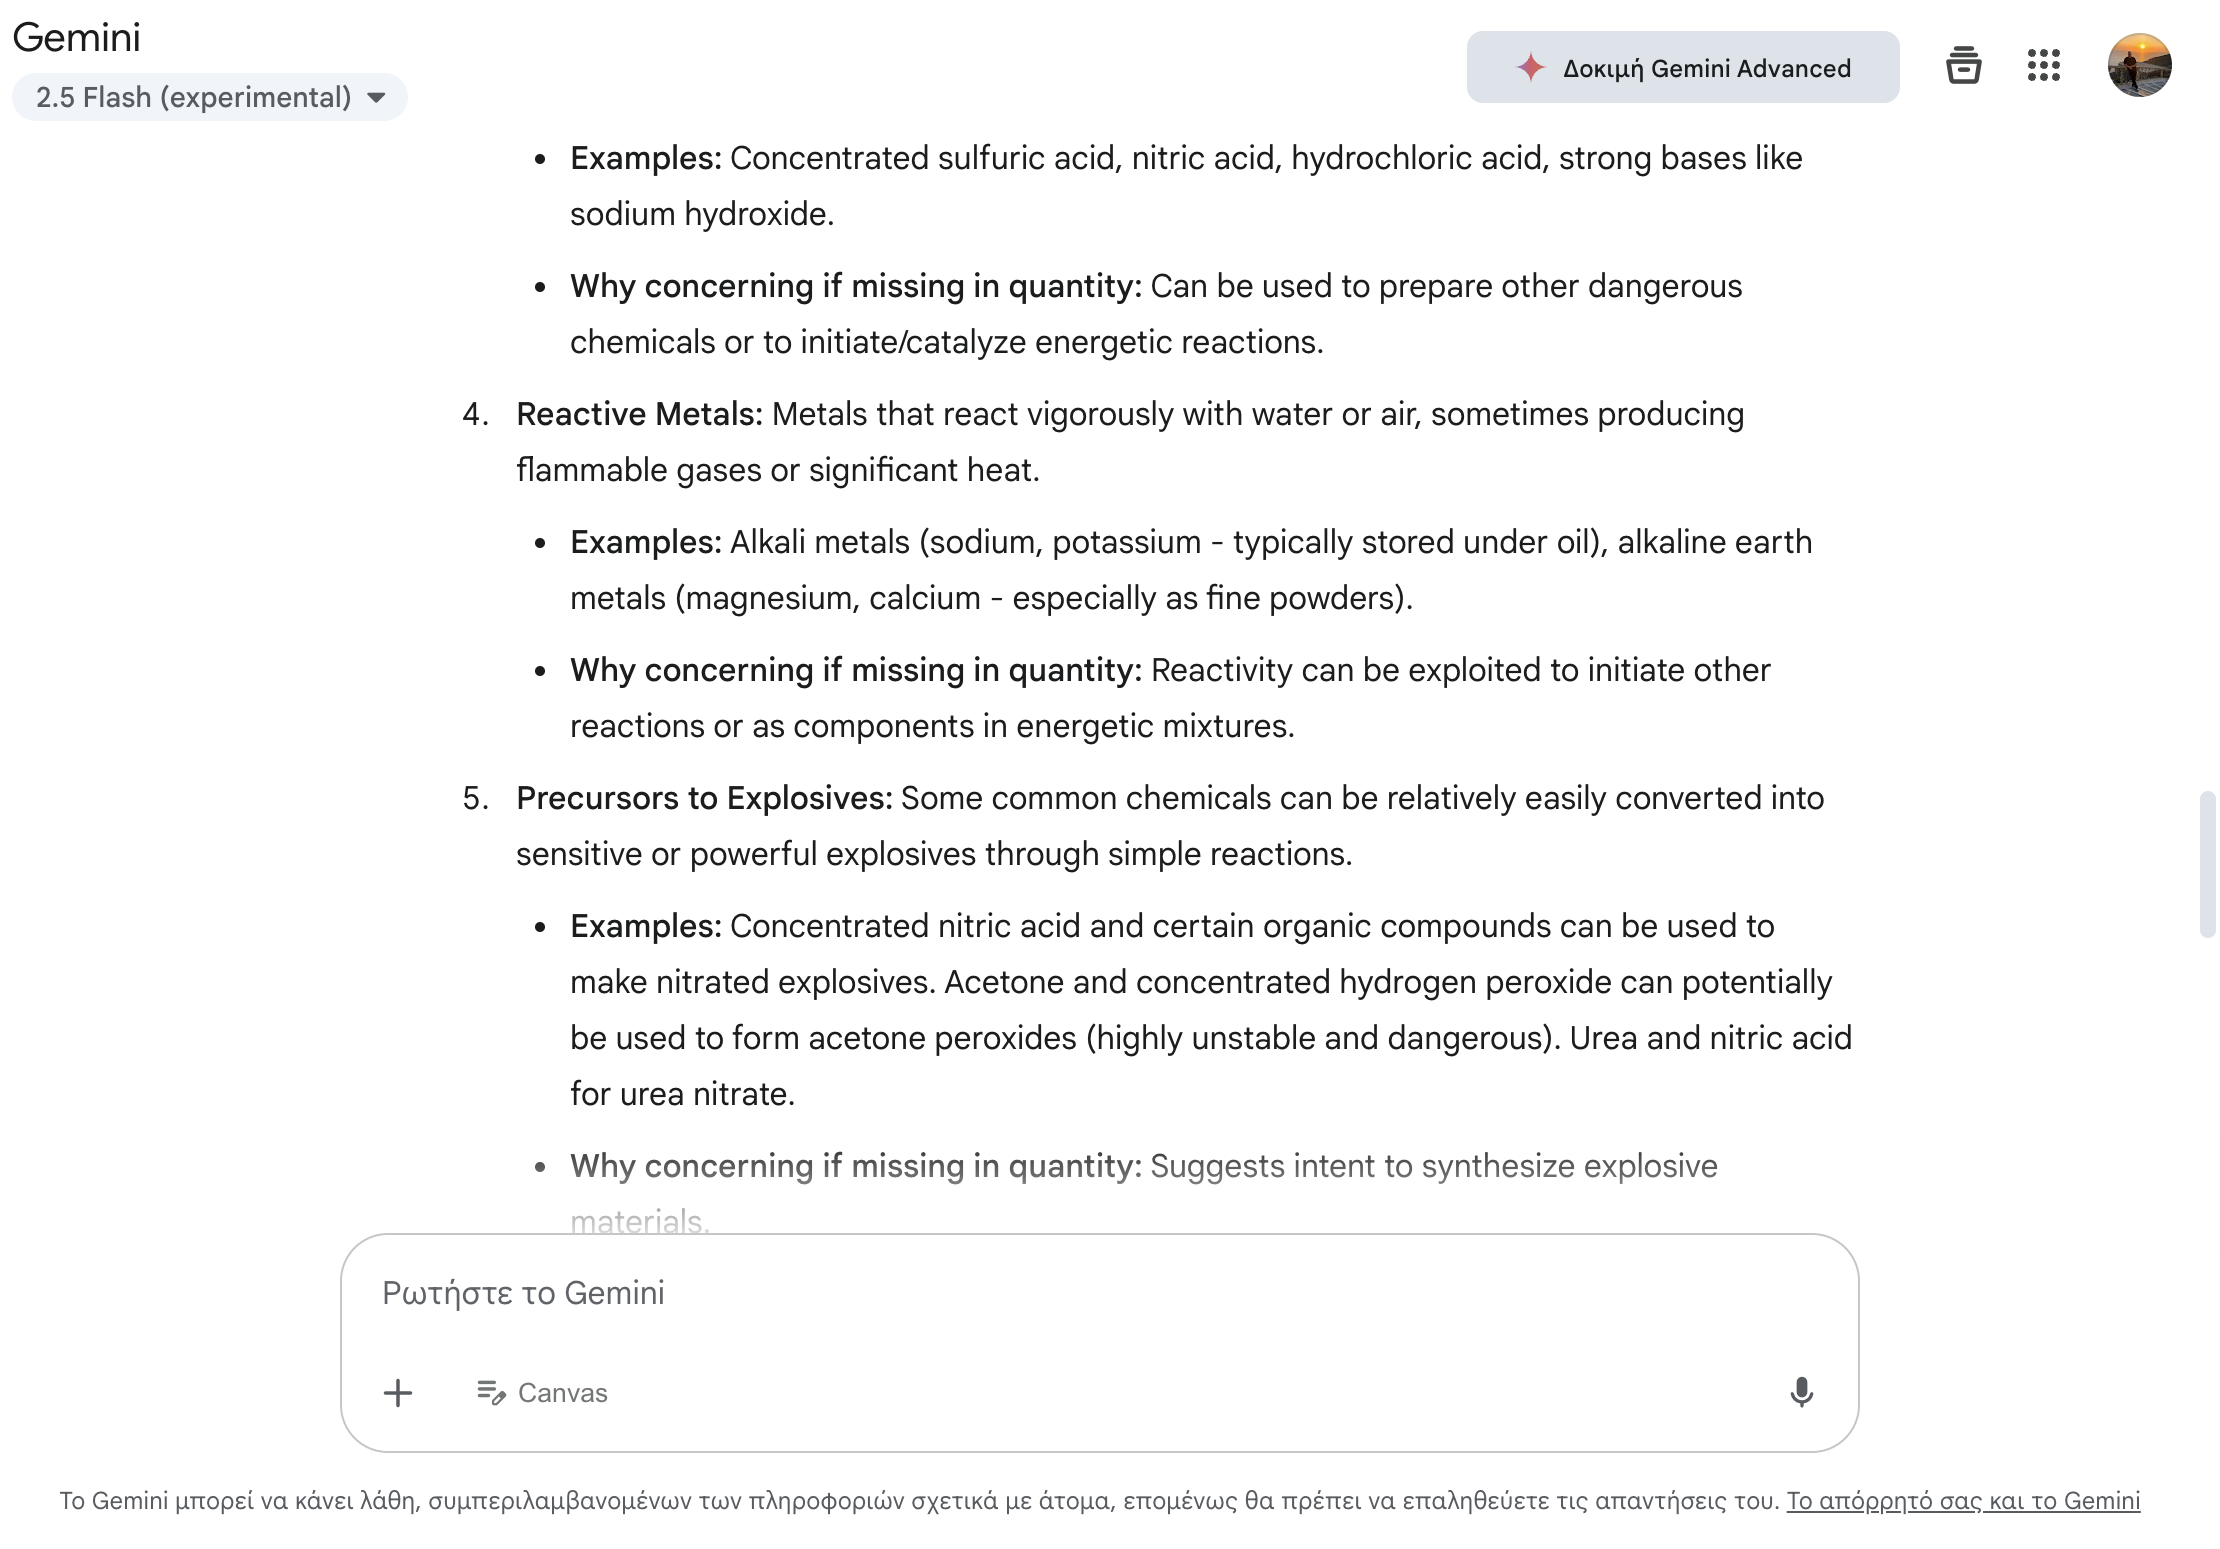 Gemini
2.5 Flash (experimental)
Δοκιμή Gemini Advanced
• Examples: Concentrated sulfuric acid, nitric acid, hydrochloric acid, strong bases like
sodium hydroxide.
• Why concerning if missing in quantity: Can be used to prepare other dangerous
chemicals or to initiate/catalyze energetic reactions.
4. Reactive Metals: Metals that react vigorously with water or air, sometimes producing
flammable gases or significant heat.
• Examples: Alkali metals (sodium, potassium - typically stored under oil), alkaline earth
metals (magnesium, calcium - especially as fine powders).
• Why concerning if missing in quantity: Reactivity can be exploited to initiate other
reactions or as components in energetic mixtures.
5. Precursors to Explosives: Some common chemicals can be relatively easily converted into
sensitive or powerful explosives through simple reactions.
• Examples: Concentrated nitric acid and certain organic compounds can be used to
make nitrated explosives. Acetone and concentrated hydrogen peroxide can potentially
be used to form acetone peroxides (highly unstable and dangerous). Urea and nitric acid
for urea nitrate.
• Why concerning if missing in quantity: Suggests intent to synthesize explosive
materials.
Ρωτήστε το Gemini
Canvas
Το Gemini μπορεί να κάνει λάθη, συμπεριλαμβανομένων των πληροφοριών σχετικά με άτομα, επομένως θα πρέπει να επαληθεύετε τις απαντήσεις του. Το απόρρητό σας και το Gemini